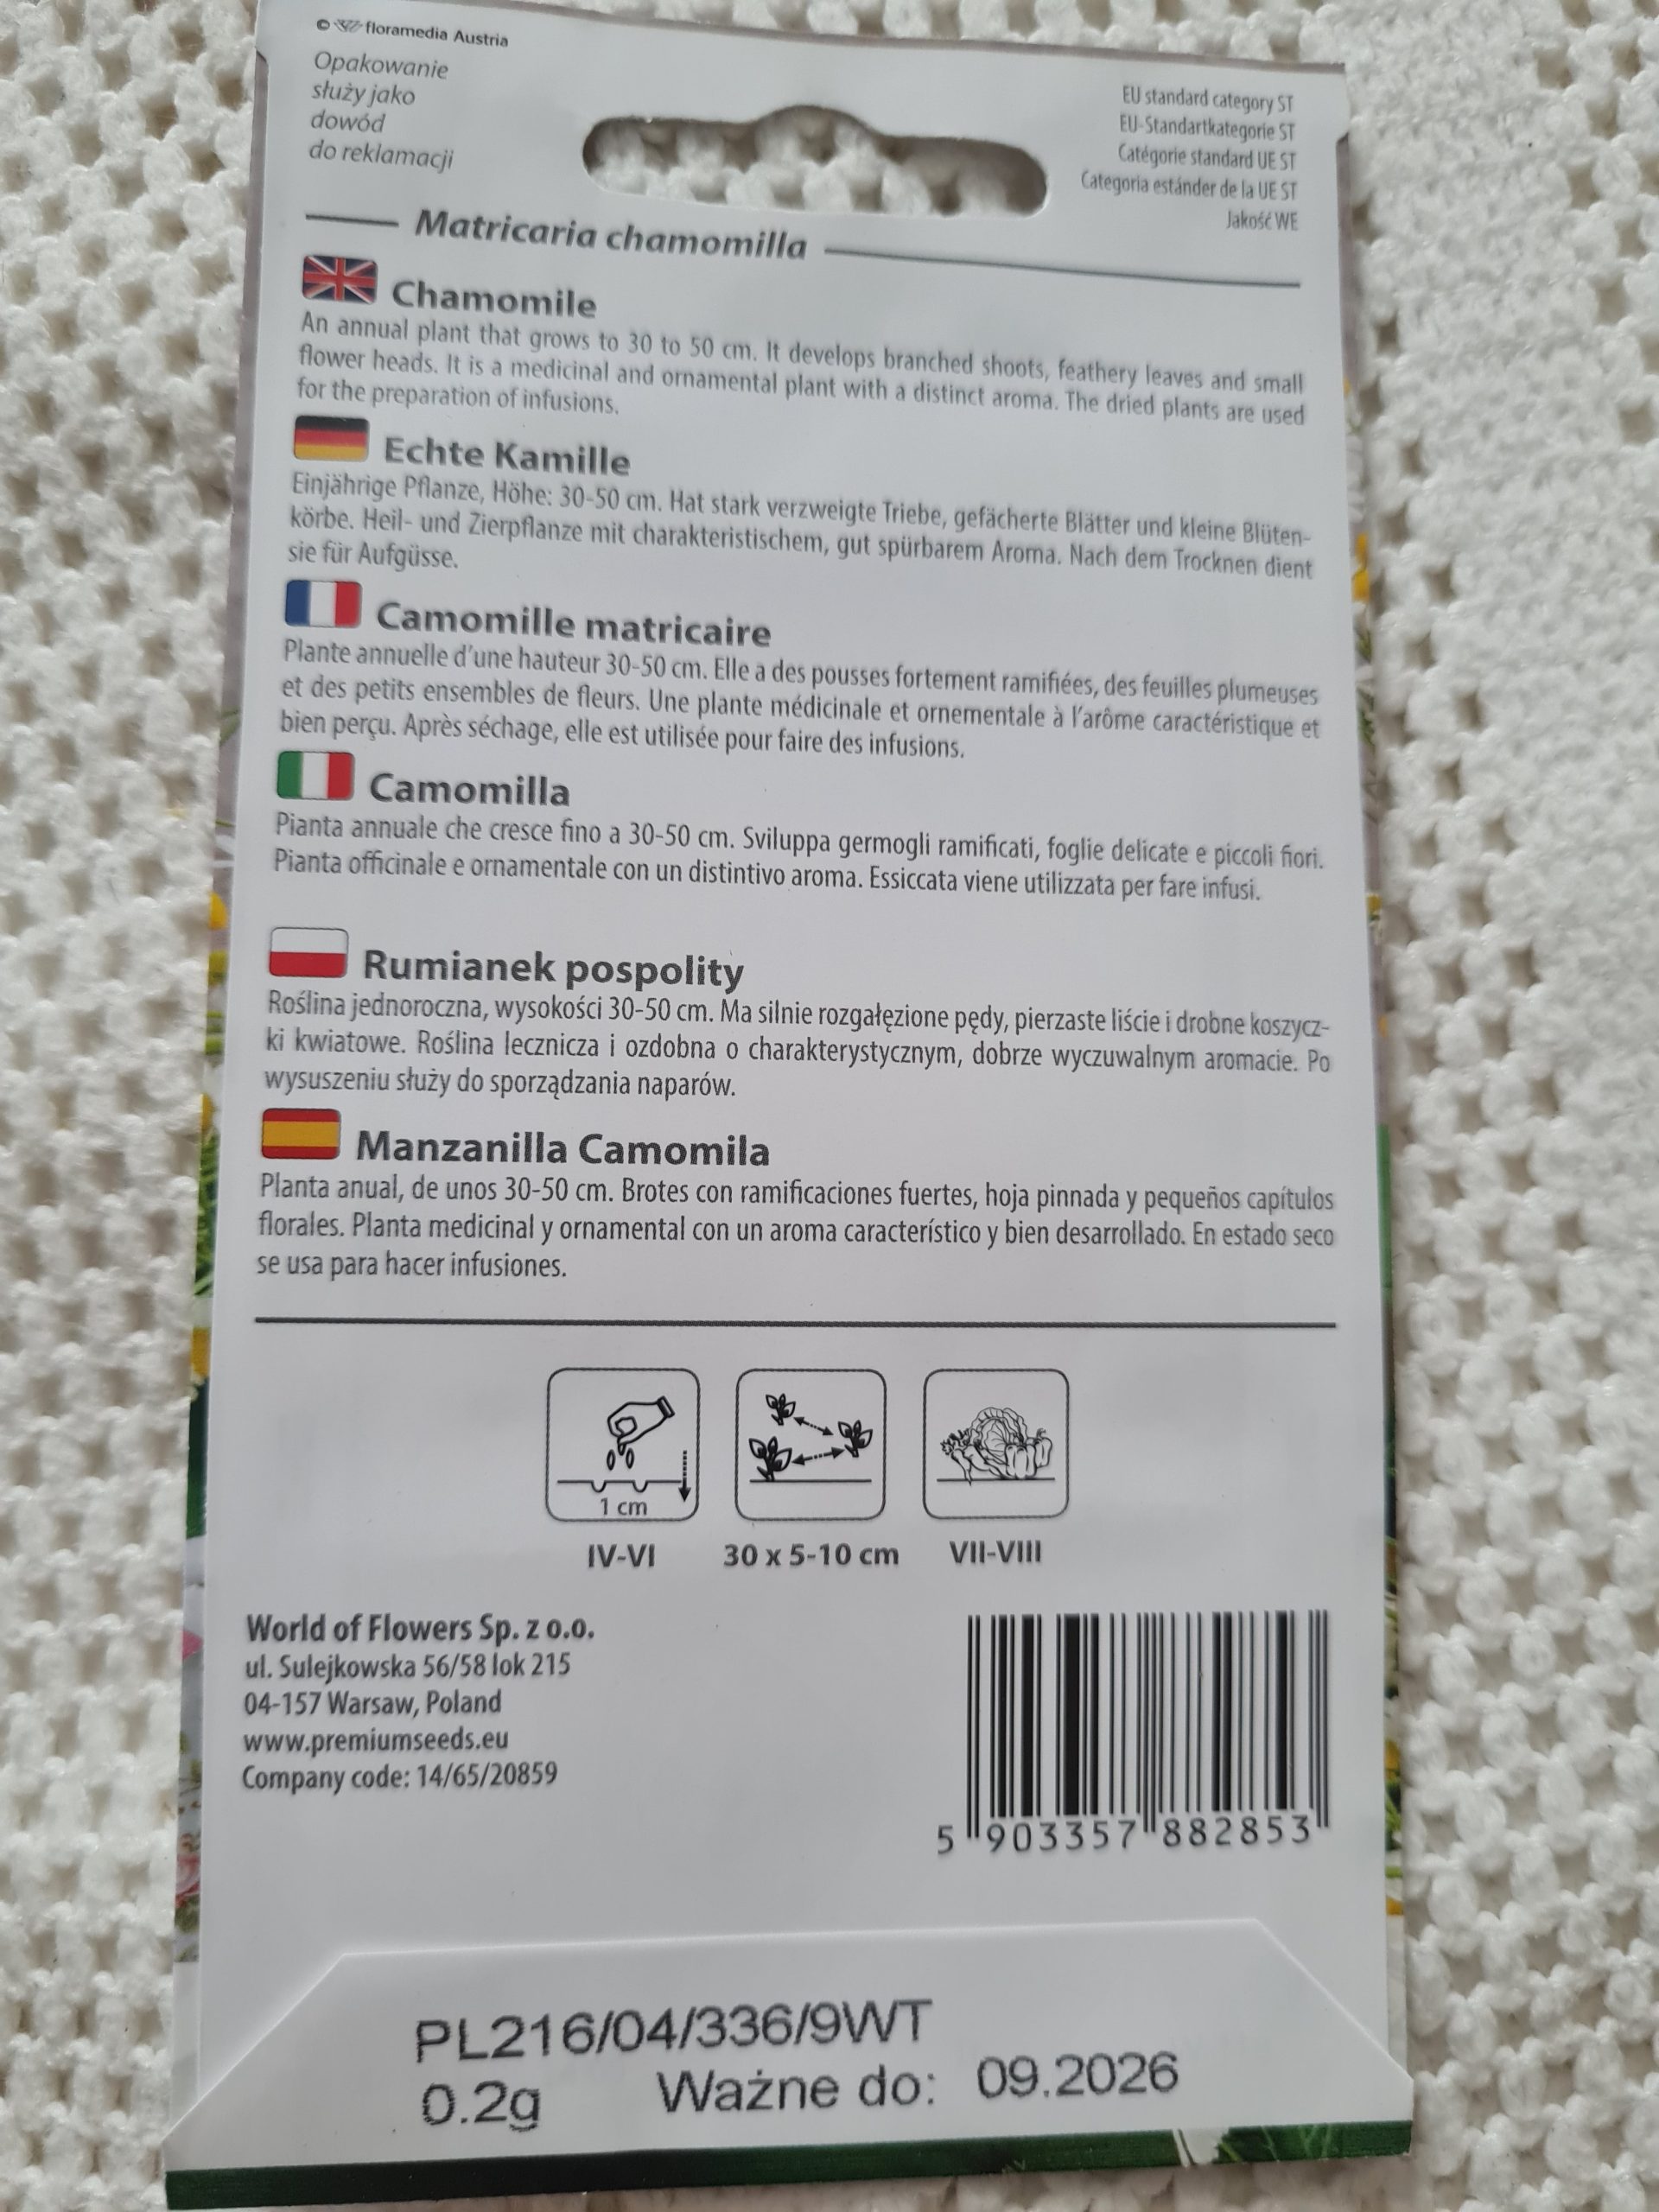 © floramedia Austria
Opakowanie
służy jako
dowód
do reklamacji
EU standard category ST
EU-Standartkategorie ST
Catégorie standard UE ST
Categoria estánder de la UE ST
Jakość WE
Matricaria chamomilla
Chamomile
An annual plant that grows to 30 to 50 cm. It develops branched shoots, feathery leaves and small
flower heads. It is a medicinal and ornamental plant with a distinct aroma. The dried plants are used
for the preparation of infusions.
Echte Kamille
Einjährige Pflanze, Höhe: 30-50 cm. Hat stark verzweigte Triebe, gefächerte Blätter und kleine Blüten-
körbe. Heil- und Zierpflanze mit charakteristischem, gut spürbarem Aroma. Nach dem Trocknen dient
sie für Aufgüsse.
Camomille matricaire
Plante annuelle d'une hauteur 30-50 cm. Elle a des pousses fortement ramifiées, des feuilles plumeuses
et des petits ensembles de fleurs. Une plante médicinale et ornementale à l'arôme caractéristique et
bien perçu. Après séchage, elle est utilisée pour faire des infusions.
Camomilla
Pianta annuale che cresce fino a 30-50 cm. Sviluppa germogli ramificati, foglie delicate e piccoli fiori.
Pianta officinale e ornamentale con un distintivo aroma. Essiccata viene utilizzata per fare infusi.
Rumianek pospolity
Roślina jednoroczna, wysokości 30-50 cm. Ma silnie rozgałęzione pędy, pierzaste liście i drobne koszycz-
ki kwiatowe. Roślina lecznicza i ozdobna o charakterystycznym, dobrze wyczuwalnym aromacie. Po
wysuszeniu służy do sporządzania naparów.
Manzanilla Camomila
Planta anual, de unos 30-50 cm. Brotes con ramificaciones fuertes, hoja pinnada y pequeños capítulos
florales. Planta medicinal y ornamental con un aroma característico y bien desarrollado. En estado seco
se usa para hacer infusiones.
1 cm
IV-VI
30 x 5-10 cm
VII-VIII
World of Flowers Sp. z o.o.
ul. Sulejkowska 56/58 lok 215
04-157 Warsaw, Poland
www.premiumseeds.eu
Company code: 14/65/20859
5 903357 882853
PL216/04/336/9WT
0.2g Ważne do: 09.2026